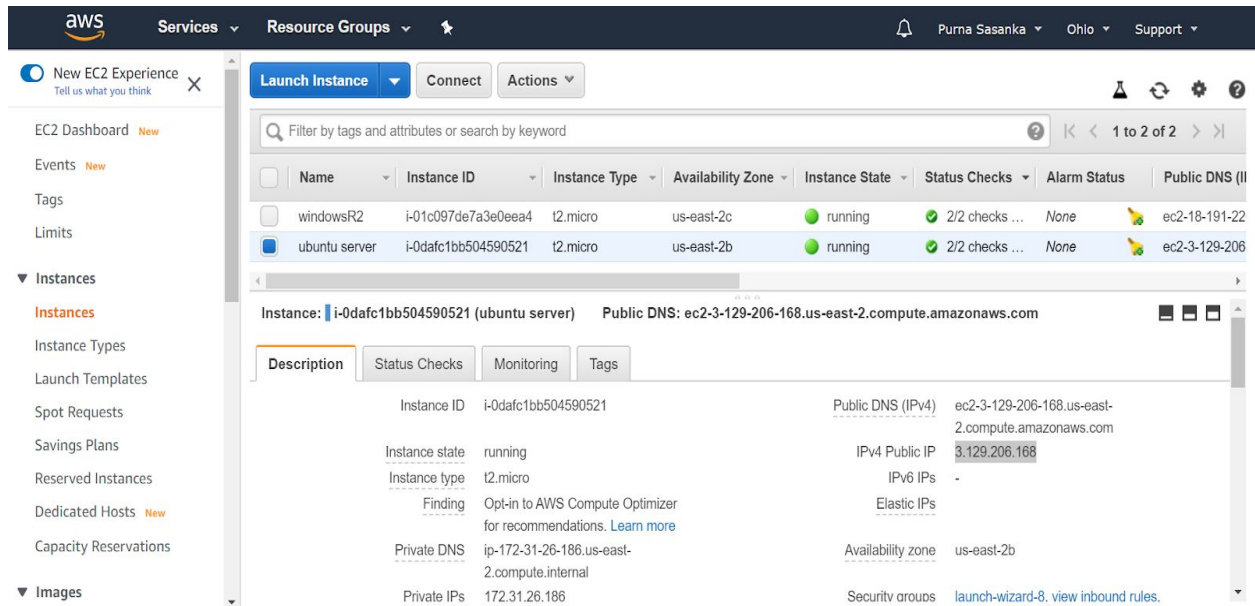 aws Services Resource Groups Purna Sasanka Ohio Support
New EC2 Experience
Tell us what you think
EC2 Dashboard New
Events New
Tags
Limits
Instances
Instances
Instance Types
Launch Templates
Spot Requests
Savings Plans
Reserved Instances
Dedicated Hosts New
Capacity Reservations
Images
Launch Instance Connect Actions
Filter by tags and attributes or search by keyword 1 to 2 of 2
Name Instance ID Instance Type Availability Zone Instance State Status Checks Alarm Status Public DNS (I
windowsR2 i-01c097de7a3e0eea4 t2.micro us-east-2c running 2/2 checks ... None ec2-18-191-22
ubuntu server i-0dafc1bb504590521 t2.micro us-east-2b running 2/2 checks ... None ec2-3-129-206
Instance: i-0dafc1bb504590521 (ubuntu server) Public DNS: ec2-3-129-206-168.us-east-2.compute.amazonaws.com
Description Status Checks Monitoring Tags
Instance ID i-0dafc1bb504590521 Public DNS (IPv4) ec2-3-129-206-168.us-east-
2.compute.amazonaws.com
Instance state running IPv4 Public IP 3.129.206.168
Instance type t2.micro IPv6 IPs -
Finding Opt-in to AWS Compute Optimizer Elastic IPs
for recommendations. Learn more
Private DNS ip-172-31-26-186.us-east- Availability zone us-east-2b
2.compute.internal
Private IPs 172.31.26.186 Security groups launch-wizard-8. view inbound rules.